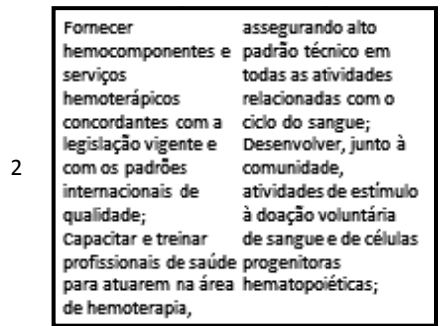 2
Fornecer
hemocomponentes e
serviços
hemoterápicos
concordantes com a
legislação vigente e
com os padrões
internacionais de
qualidade;
Capacitar e treinar
profissionais de saúde
para atuarem na área
de hemoterapia,
assegurando alto
padrão técnico em
todas as atividades
relacionadas com o
ciclo do sangue;
Desenvolver, junto à
comunidade,
atividades de estímulo
à doação voluntária
de sangue e de células
progenitoras
hematopoiéticas;